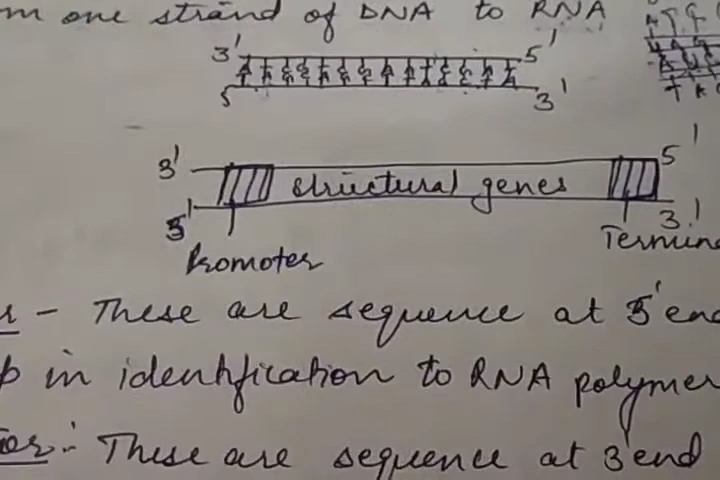 m one strand of DNA to RNA
3' 5'
5 3'
3' structural genes 5'
5' 3'
Promoter Termin
r - These are sequence at 5' end
p in identification to RNA polymer
tor:- These are sequence at 3' end